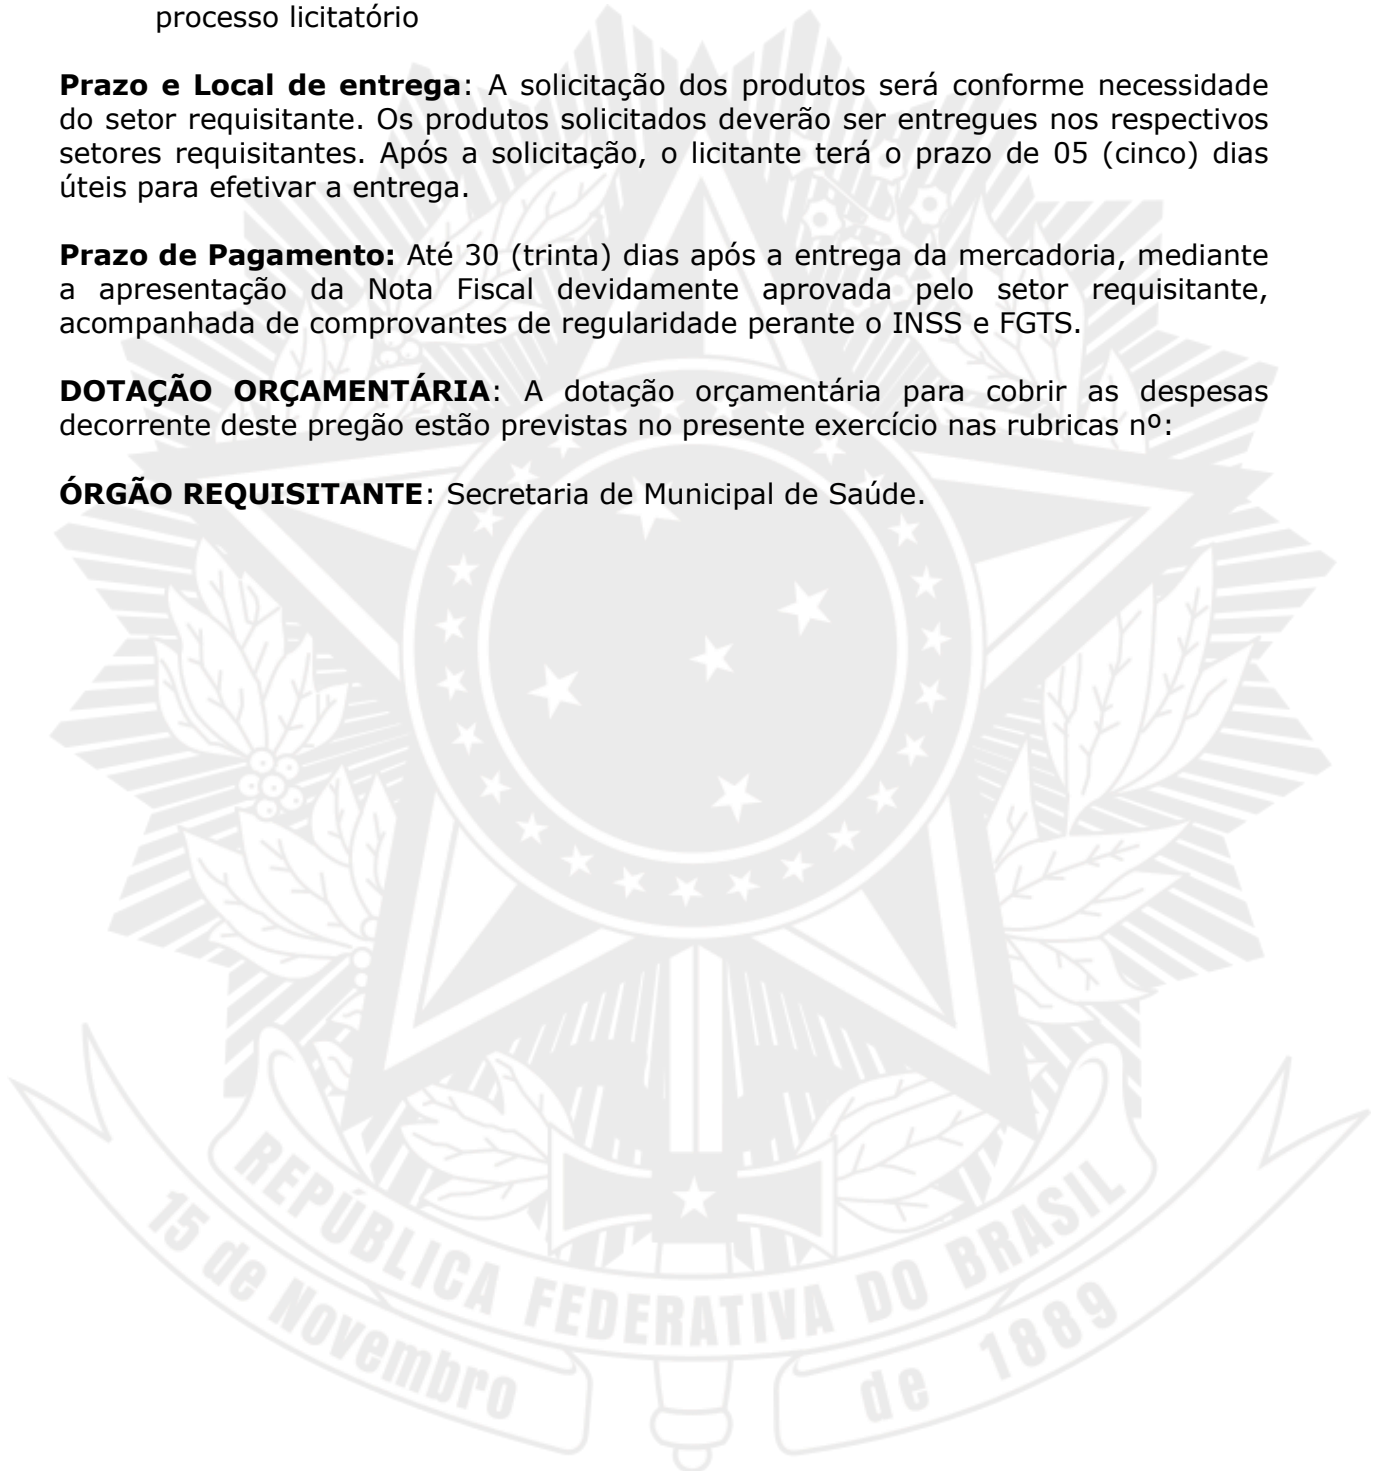 processo licitatório
Prazo e Local de entrega: A solicitação dos produtos será conforme necessidade
do setor requisitante. Os produtos solicitados deverão ser entregues nos respectivos
setores requisitantes. Após a solicitação, o licitante terá o prazo de 05 (cinco) dias
úteis para efetivar a entrega.
Prazo de Pagamento: Até 30 (trinta) dias após a entrega da mercadoria, mediante
a apresentação da Nota Fiscal devidamente aprovada pelo setor requisitante,
acompanhada de comprovantes de regularidade perante o INSS e FGTS.
DOTAÇÃO ORÇAMENTÁRIA: A dotação orçamentária para cobrir as despesas
decorrente deste pregão estão previstas no presente exercício nas rubricas nº:
ÓRGÃO REQUISITANTE: Secretaria de Municipal de Saúde.
REPÚBLICA FEDERATIVA DO BRASIL
15 de Novembro de 1889